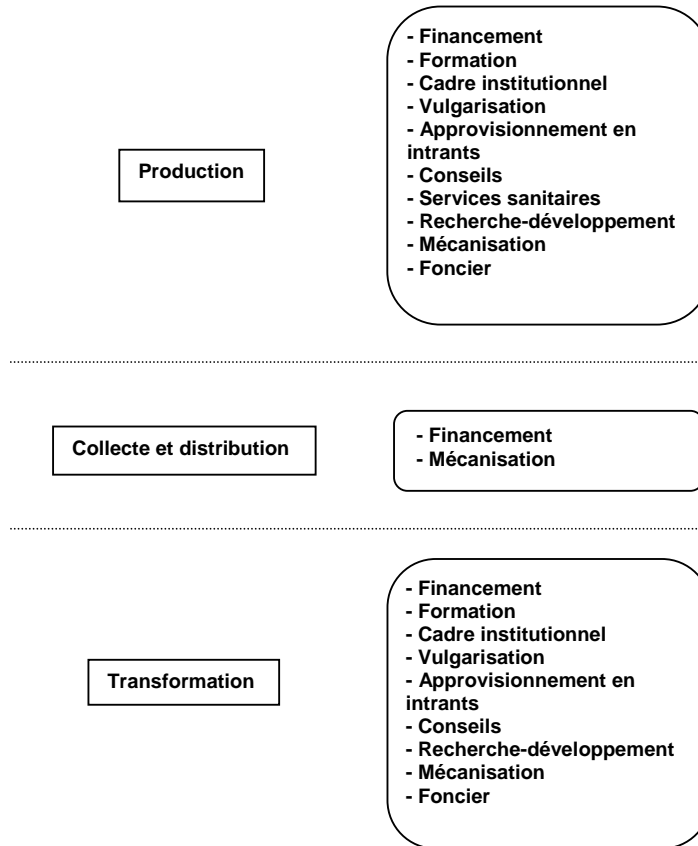 Production
- Financement
- Formation
- Cadre institutionnel
- Vulgarisation
- Approvisionnement en
intrants
- Conseils
- Services sanitaires
- Recherche-développement
- Mécanisation
- Foncier
Collecte et distribution
- Financement
- Mécanisation
Transformation
- Financement
- Formation
- Cadre institutionnel
- Vulgarisation
- Approvisionnement en
intrants
- Conseils
- Recherche-développement
- Mécanisation
- Foncier